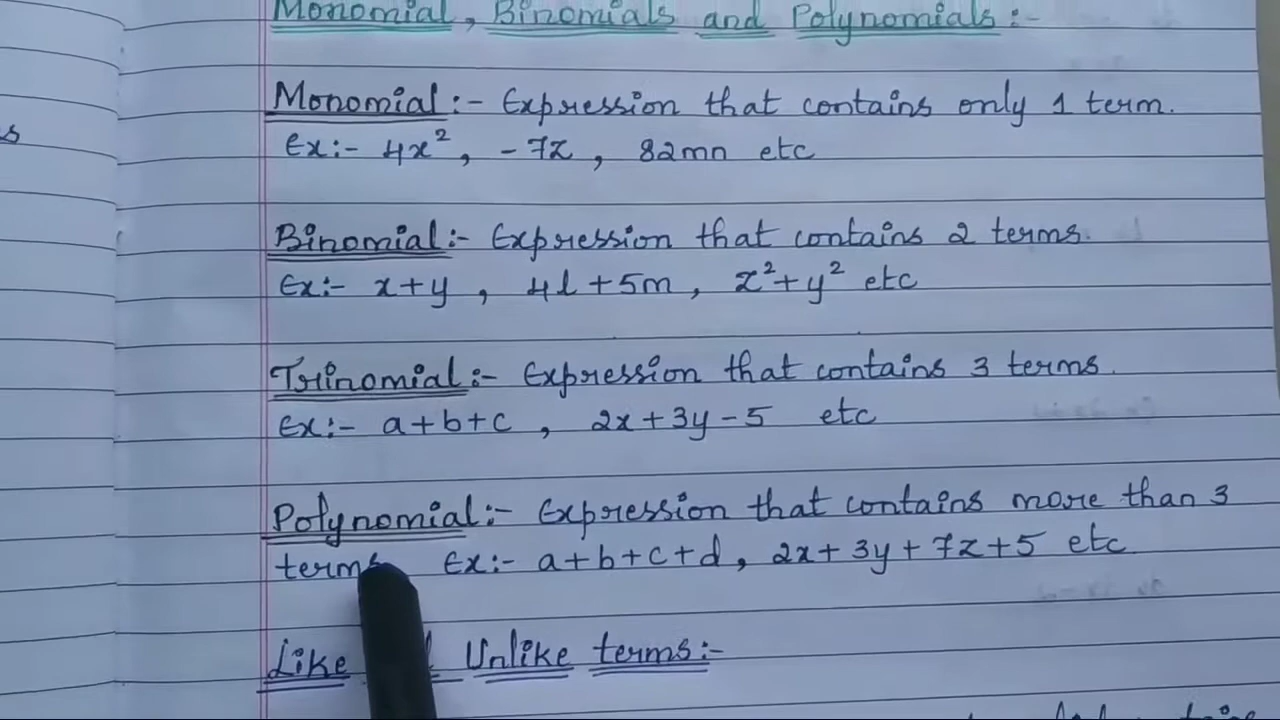 Monomial, Binomials and Polynomials:-
Monomial:- Expression that contains only 1 term.
Ex:- 4x², -7z, 82mn etc
Binomial:- Expression that contains 2 terms.
Ex:- x+y, 4l+5m, z²+y² etc
Trinomial:- Expression that contains 3 terms.
Ex:- a+b+c, 2x+3y-5 etc
Polynomial:- Expression that contains more than 3
terms Ex:- a+b+c+d, 2x+3y+7z+5 etc
Like Unlike terms:-